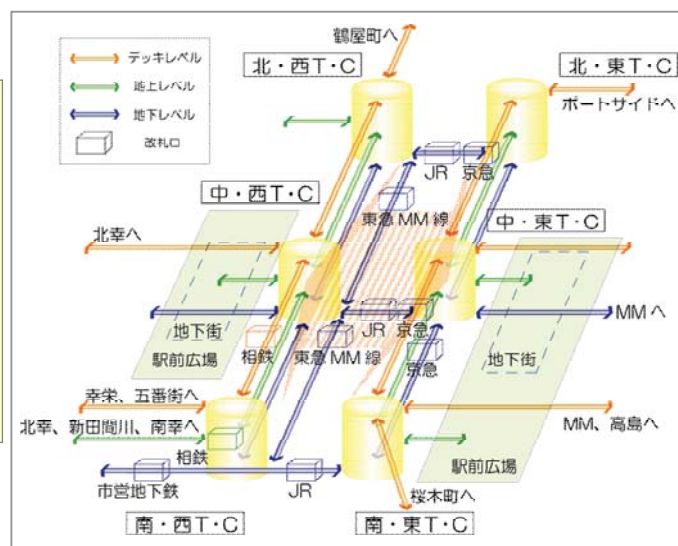 デッキレベル
地上レベル
地下レベル
改札口
鶴屋町へ
北・西T・C
北・東T・C
ポートサイドへ
JR
京急
中・西T・C
東急MM線
中・東T・C
北幸へ
地下街
駅前広場
相鉄
東急MM線
JR
京急
京急
MMへ
地下街
駅前広場
幸栄、五番街へ
北幸、新田間川、南幸へ
相鉄
MM、高島へ
市営地下鉄
JR
桜木町へ
南・西T・C
南・東T・C